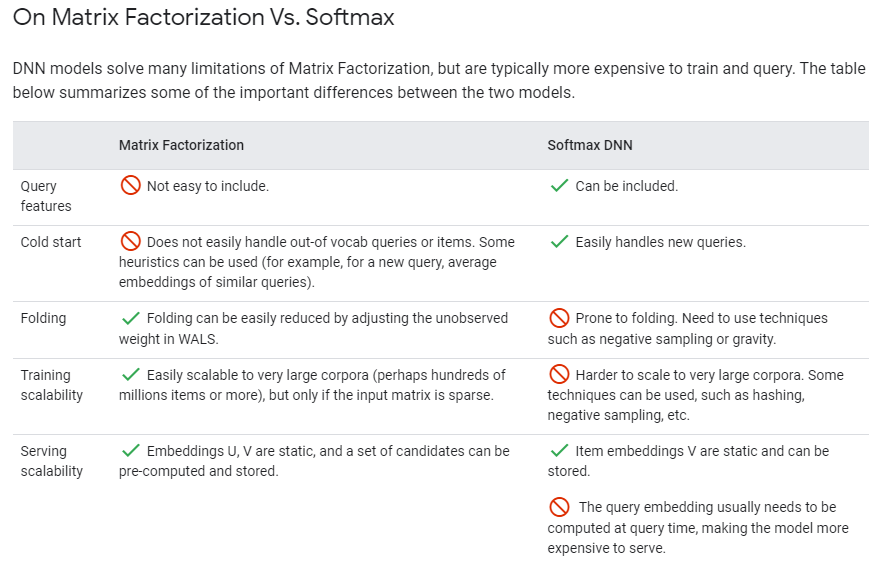 On Matrix Factorization Vs. Softmax
DNN models solve many limitations of Matrix Factorization, but are typically more expensive to train and query. The table
below summarizes some of the important differences between the two models.
Matrix Factorization
Softmax DNN
Query
features
Not easy to include.
Can be included.
Cold start
Does not easily handle out-of vocab queries or items. Some
heuristics can be used (for example, for a new query, average
embeddings of similar queries).
Easily handles new queries.
Folding
Folding can be easily reduced by adjusting the unobserved
weight in WALS.
Prone to folding. Need to use techniques
such as negative sampling or gravity.
Training
scalability
Easily scalable to very large corpora (perhaps hundreds of
millions items or more), but only if the input matrix is sparse.
Harder to scale to very large corpora. Some
techniques can be used, such as hashing,
negative sampling, etc.
Serving
scalability
Embeddings U, V are static, and a set of candidates can be
pre-computed and stored.
Item embeddings V are static and can be
stored.
The query embedding usually needs to be
computed at query time, making the model more
expensive to serve.